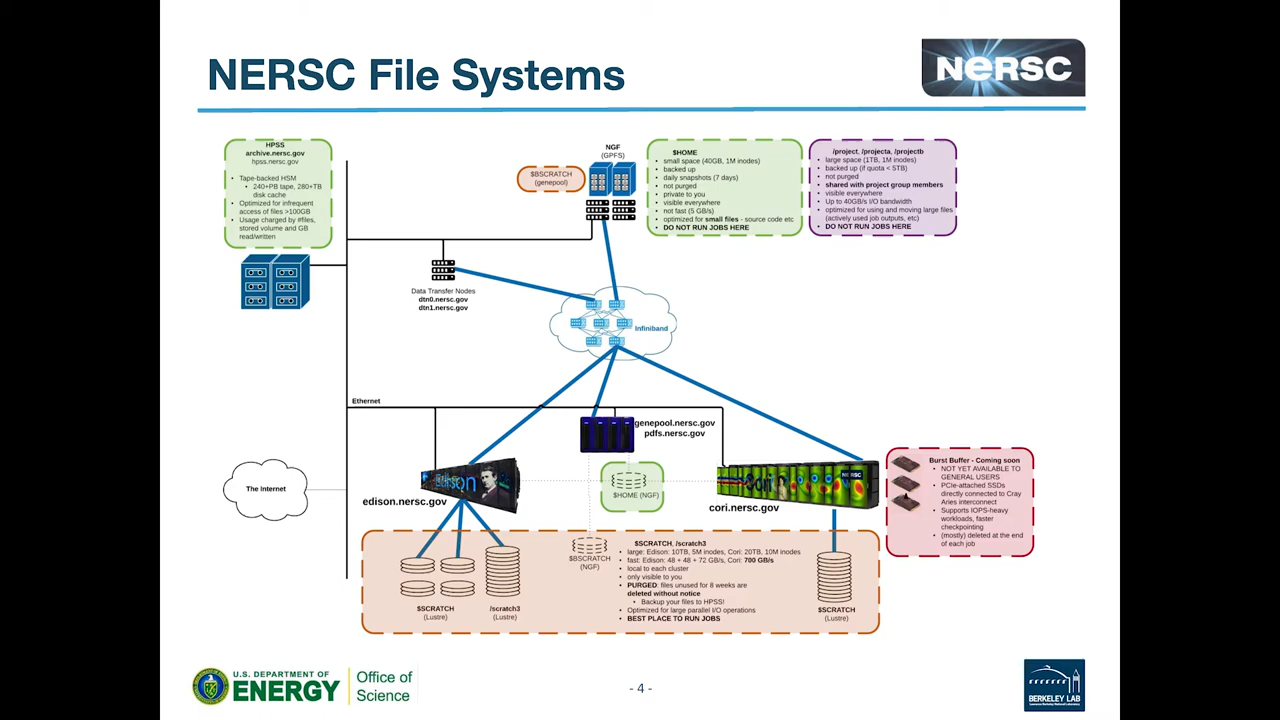 NERSC File Systems
NERSC
HPSS
archive.nersc.gov
hpss.nersc.gov
Tape-backed HSM
240+PB tape, 280+TB
disk cache
Optimized for infrequent
access of files >100GB
Usage charged by #files,
stored volume and GB
read/written
$BSCRATCH
(genepool)
NGF
(GPFS)
$HOME
small space (40GB, 1M inodes)
backed up
daily snapshots (7 days)
not purged
private to you
visible everywhere
not fast (5 GB/s)
optimized for small files - source code etc
DO NOT RUN JOBS HERE
/project, /projecta, /projectb
large space (1TB, 1M inodes)
backed up (if quota < 5TB)
not purged
shared with project group members
visible everywhere
Up to 40GB/s I/O bandwidth
optimized for using and moving large files
(actively used job outputs, etc)
DO NOT RUN JOBS HERE
Data Transfer Nodes
dtn0.nersc.gov
dtn1.nersc.gov
Infiniband
Ethernet
genepool.nersc.gov
pdfs.nersc.gov
The Internet
Edison
edison.nersc.gov
$HOME (NGF)
Cori
NERSC
cori.nersc.gov
Burst Buffer - Coming soon
NOT YET AVAILABLE TO
GENERAL USERS
PCIe-attached SSDs
directly connected to Cray
Aries interconnect
Supports IOPS-heavy
workloads, faster
checkpointing
(mostly) deleted at the end
of each job
$SCRATCH
(Lustre)
/scratch3
(Lustre)
$BSCRATCH
(NGF)
$SCRATCH, /scratch3
large: Edison: 10TB, 5M inodes, Cori: 20TB, 10M inodes
fast: Edison: 48 + 48 + 72 GB/s, Cori: 700 GB/s
local to each cluster
only visible to you
PURGED: files unused for 8 weeks are
deleted without notice
Backup your files to HPSS!
Optimized for large parallel I/O operations
BEST PLACE TO RUN JOBS
$SCRATCH
(Lustre)
U.S. DEPARTMENT OF
ENERGY
Office of
Science
- 4 -
BERKELEY LAB
Lawrence Berkeley National Laboratory